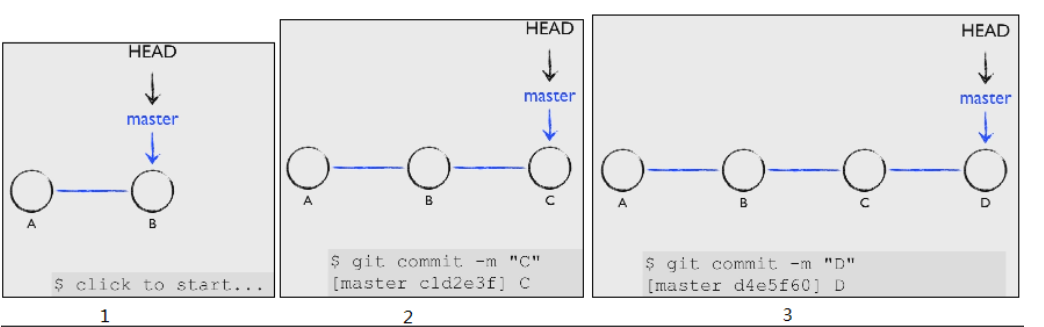 HEAD
master
A B
$ click to start...
1
HEAD
master
A B C
$ git commit -m "C"
[master c1d2e3f] C
2
HEAD
master
A B C D
$ git commit -m "D"
[master d4e5f60] D
3